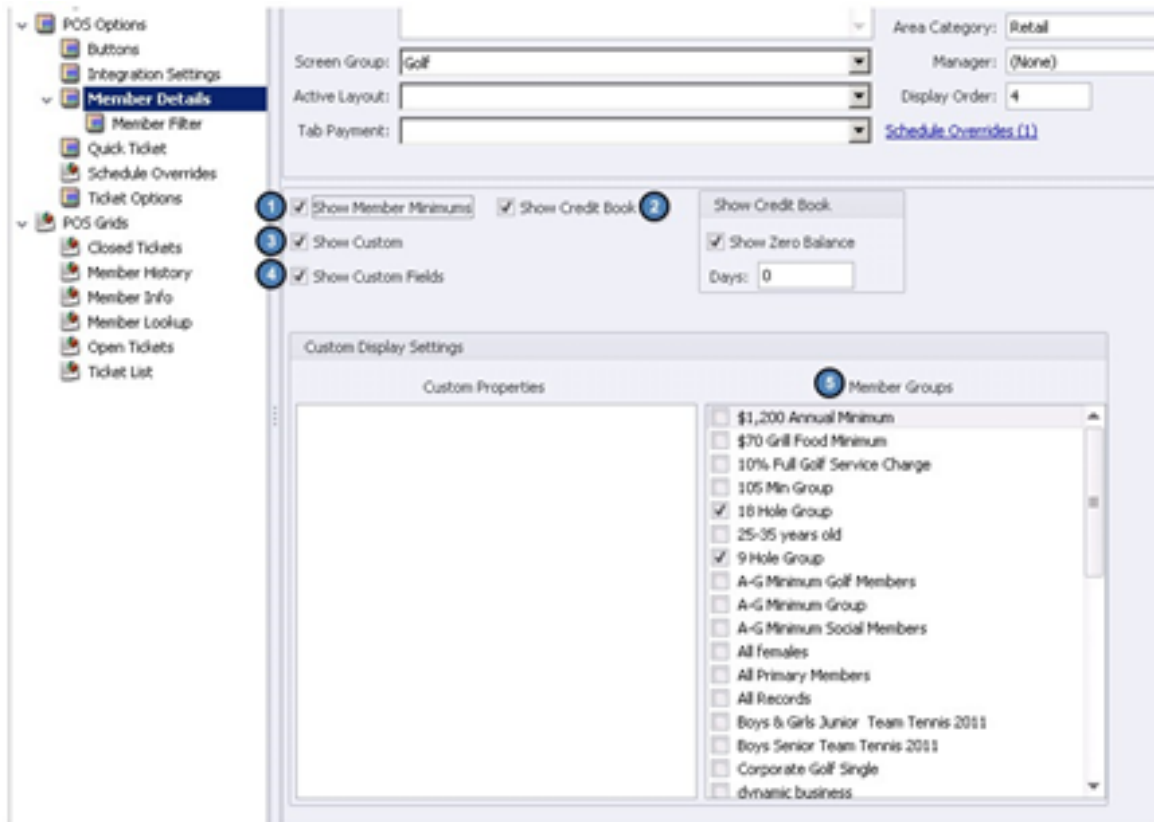 POS Options
Buttons
Integration Settings
Member Details
Member Filter
Quick Ticket
Schedule Overrides
Ticket Options
POS Grids
Closed Tickets
Member History
Member Info
Member Lookup
Open Tickets
Ticket List
Area Category: Retail
Screen Group: Golf
Manager: (None)
Active Layout:
Display Order: 4
Tab Payment:
Schedule Overrides (1)
1 Show Member Minimums
Show Credit Book 2
3 Show Custom
4 Show Custom Fields
Show Credit Book
Show Zero Balance
Days: 0
Custom Display Settings
Custom Properties
5 Member Groups
$1,200 Annual Minimum
$70 Grill Food Minimum
10% Full Golf Service Charge
105 Min Group
18 Hole Group
25-35 years old
9 Hole Group
A-G Minimum Golf Members
A-G Minimum Group
A-G Minimum Social Members
All females
All Primary Members
All Records
Boys & Girls Junior Team Tennis 2011
Boys Senior Team Tennis 2011
Corporate Golf Single
dynamic business